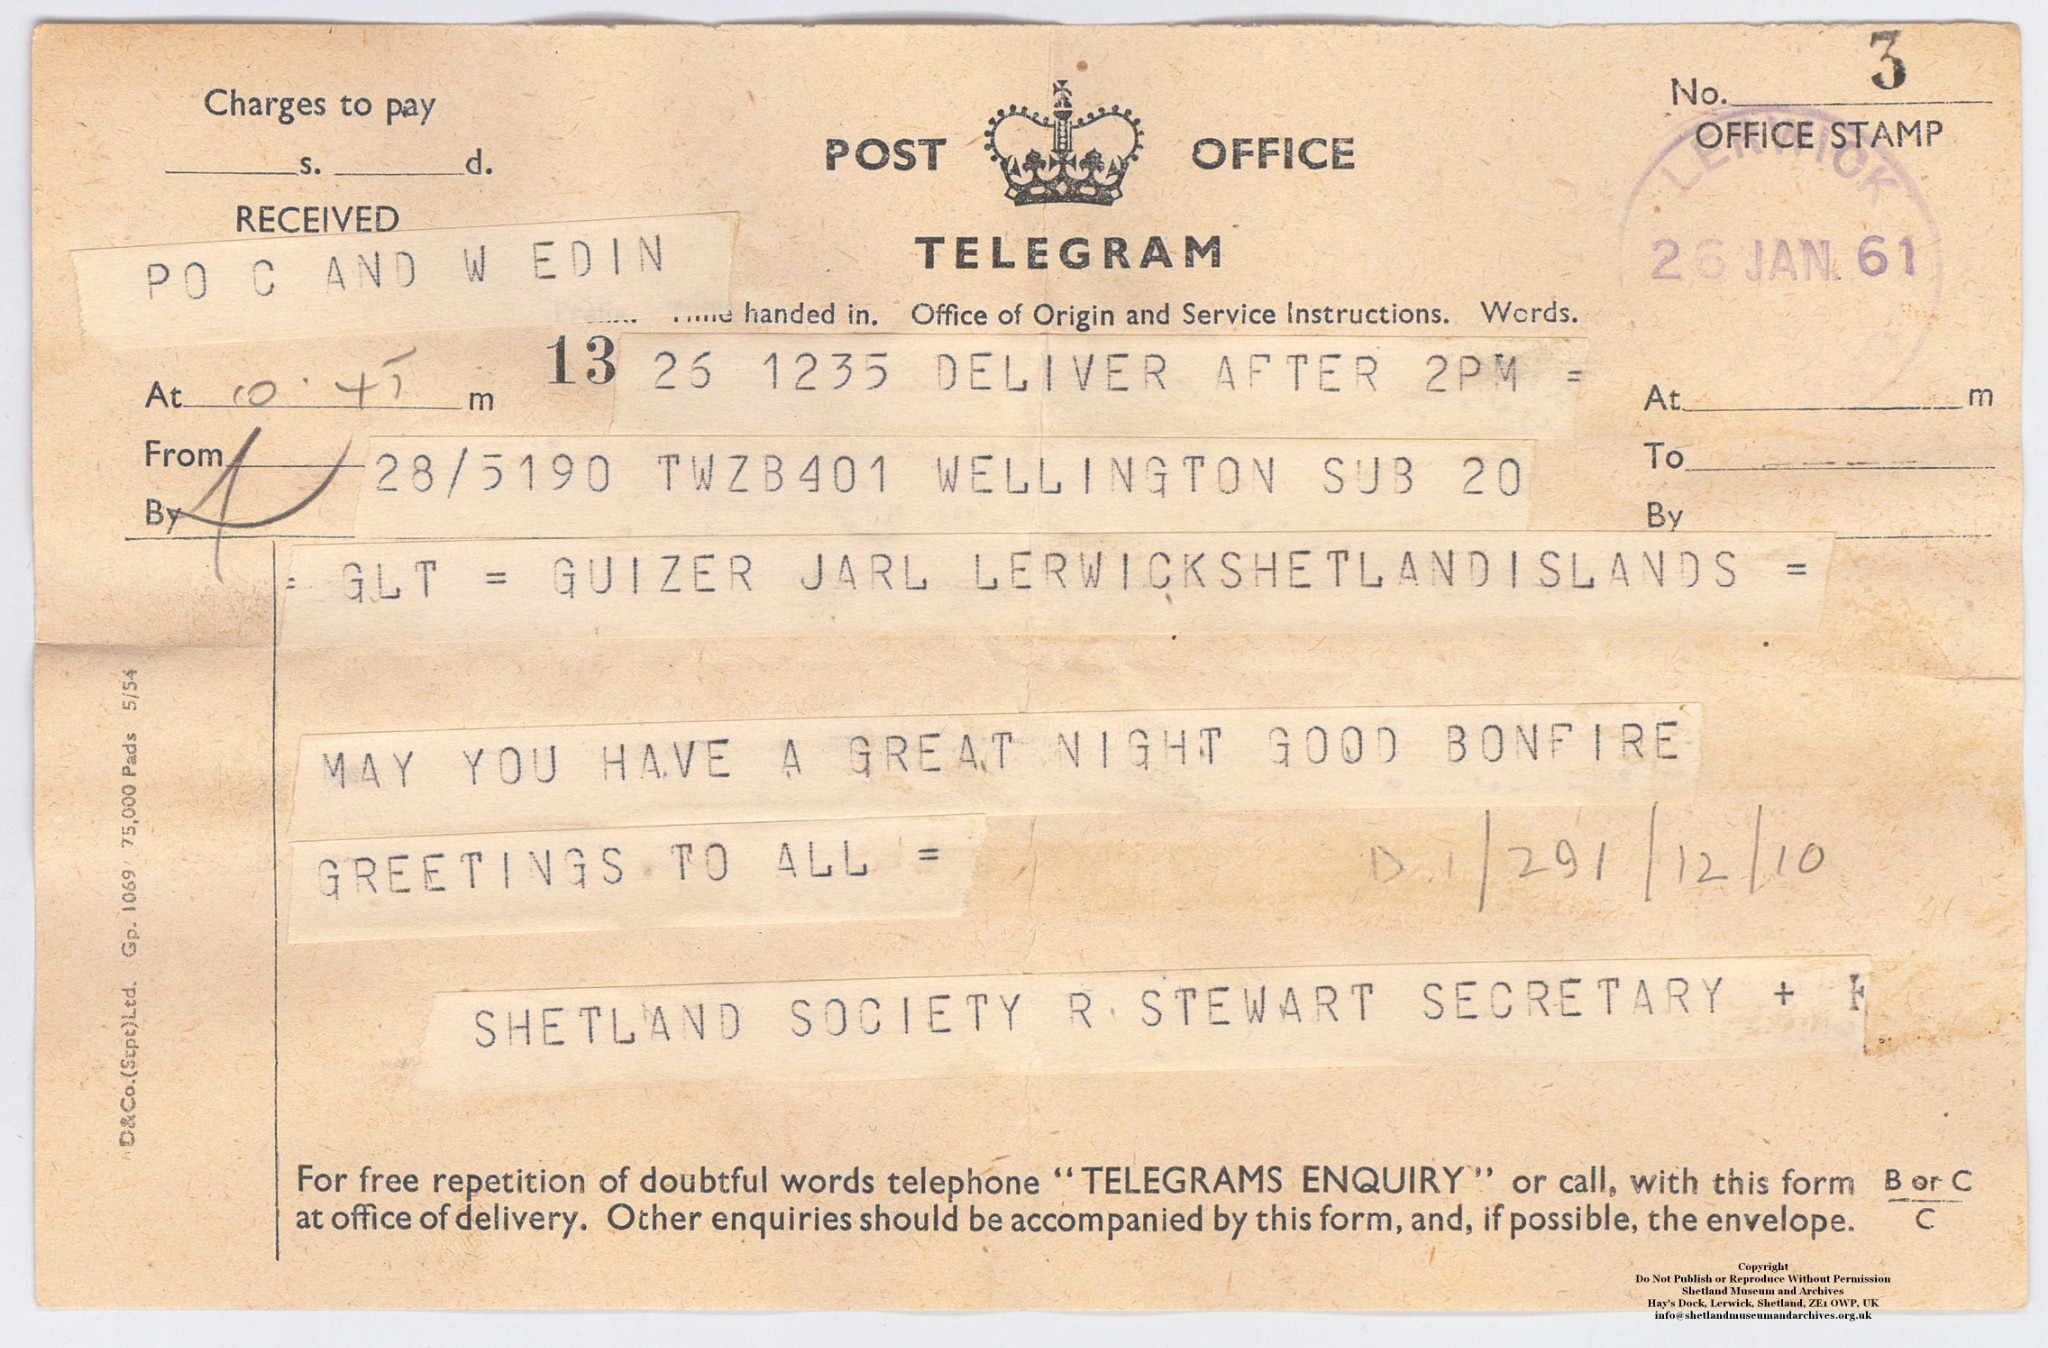 Charges to pay
s. d.
RECEIVED
PO C AND W EDIN
At 10.45 m
From
By
POST OFFICE
TELEGRAM
Time handed in. Office of Origin and Service Instructions. Words.
No. 3
OFFICE STAMP
LERWICK
26 JAN. 61
At m
To
By
13 26 1235 DELIVER AFTER 2PM =
28/5190 TWZB401 WELLINGTON SUB 20
= GLT = GUIZER JARL LERWICKSHETLANDISLANDS =
MAY YOU HAVE A GREAT NIGHT GOOD BONFIRE
GREETINGS TO ALL =
D.1/291/12/10
SHETLAND SOCIETY R STEWART SECRETARY +
D&Co.(Stpt)Ltd. Gp. 1069 75,000 Pads 5/54
For free repetition of doubtful words telephone "TELEGRAMS ENQUIRY" or call, with this form
at office of delivery. Other enquiries should be accompanied by this form, and, if possible, the envelope.
B or C
C
Copyright
Do Not Publish or Reproduce Without Permission
Shetland Museum and Archives
Hay's Dock, Lerwick, Shetland, ZE1 0WP, UK
info@shetlandmuseumandarchives.org.uk